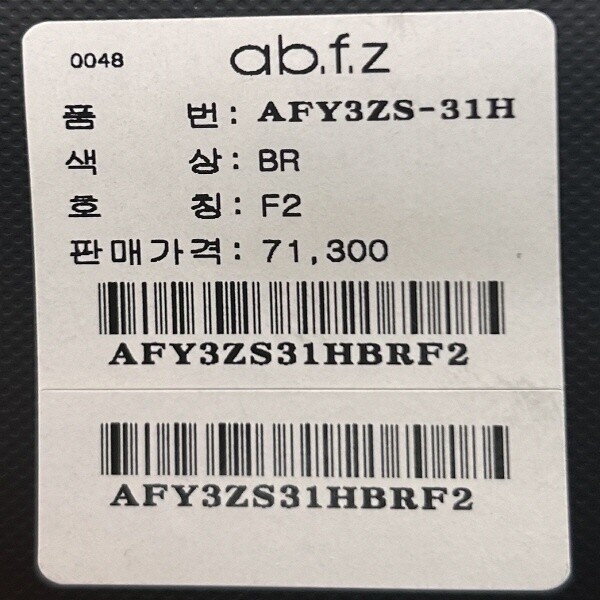 0048 ab.f.z
품 번: AFY3ZS-31H
색 상: BR
호 칭: F2
판매가격: 71,300
AFY3ZS31HBRF2
AFY3ZS31HBRF2